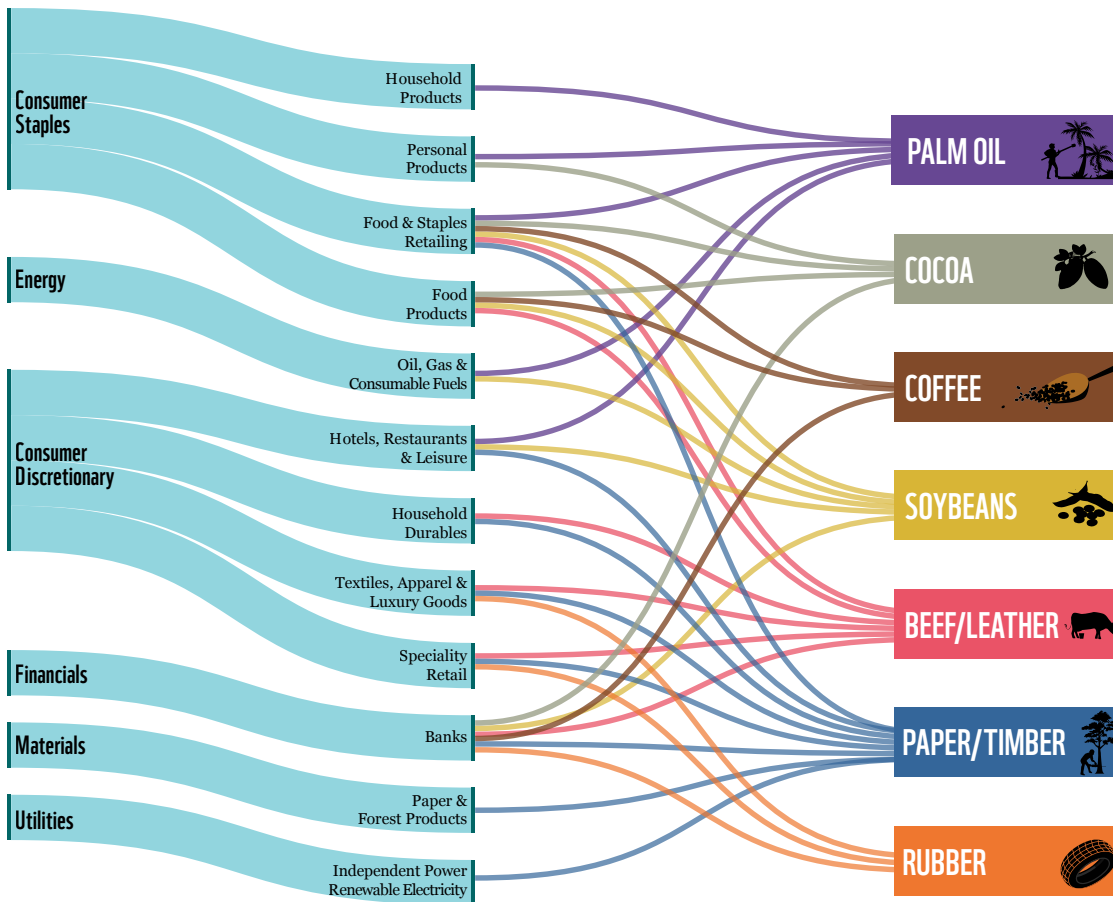 Consumer
Staples
Energy
Consumer
Discretionary
Financials
Materials
Utilities
Household
Products
Personal
Products
Food & Staples
Retailing
Food
Products
Oil, Gas &
Consumable Fuels
Hotels, Restaurants
& Leisure
Household
Durables
Textiles, Apparel &
Luxury Goods
Speciality
Retail
Banks
Paper &
Forest Products
Independent Power
Renewable Electricity
PALM OIL
COCOA
COFFEE
SOYBEANS
BEEF/LEATHER
PAPER/TIMBER
RUBBER